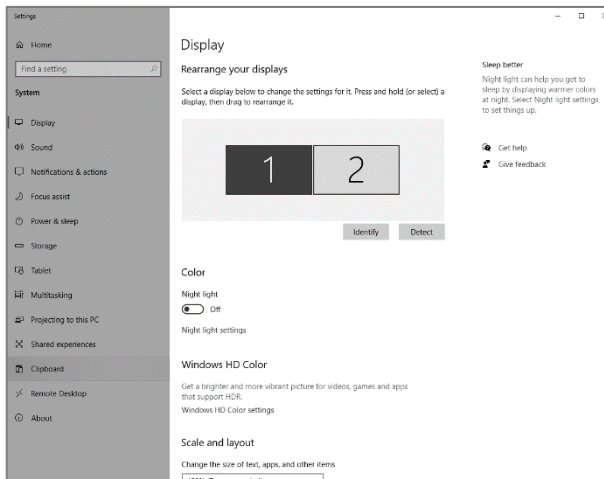 Settings
Home
Find a setting
System
Display
Sound
Notifications & actions
Focus assist
Power & sleep
Storage
Tablet
Multitasking
Projecting to this PC
Shared experiences
Clipboard
Remote Desktop
About
Display
Rearrange your displays
Select a display below to change the settings for it. Press and hold (or select) a
display, then drag to rearrange it.
1
2
Identify
Detect
Color
Night light
Off
Night light settings
Windows HD Color
Get a brighter and more vibrant picture for videos, games and apps
that support HDR.
Windows HD Color settings
Scale and layout
Change the size of text, apps, and other items
Sleep better
Night light can help you get to
sleep by displaying warmer colors
at night. Select Night light settings
to set things up.
Get help
Give feedback